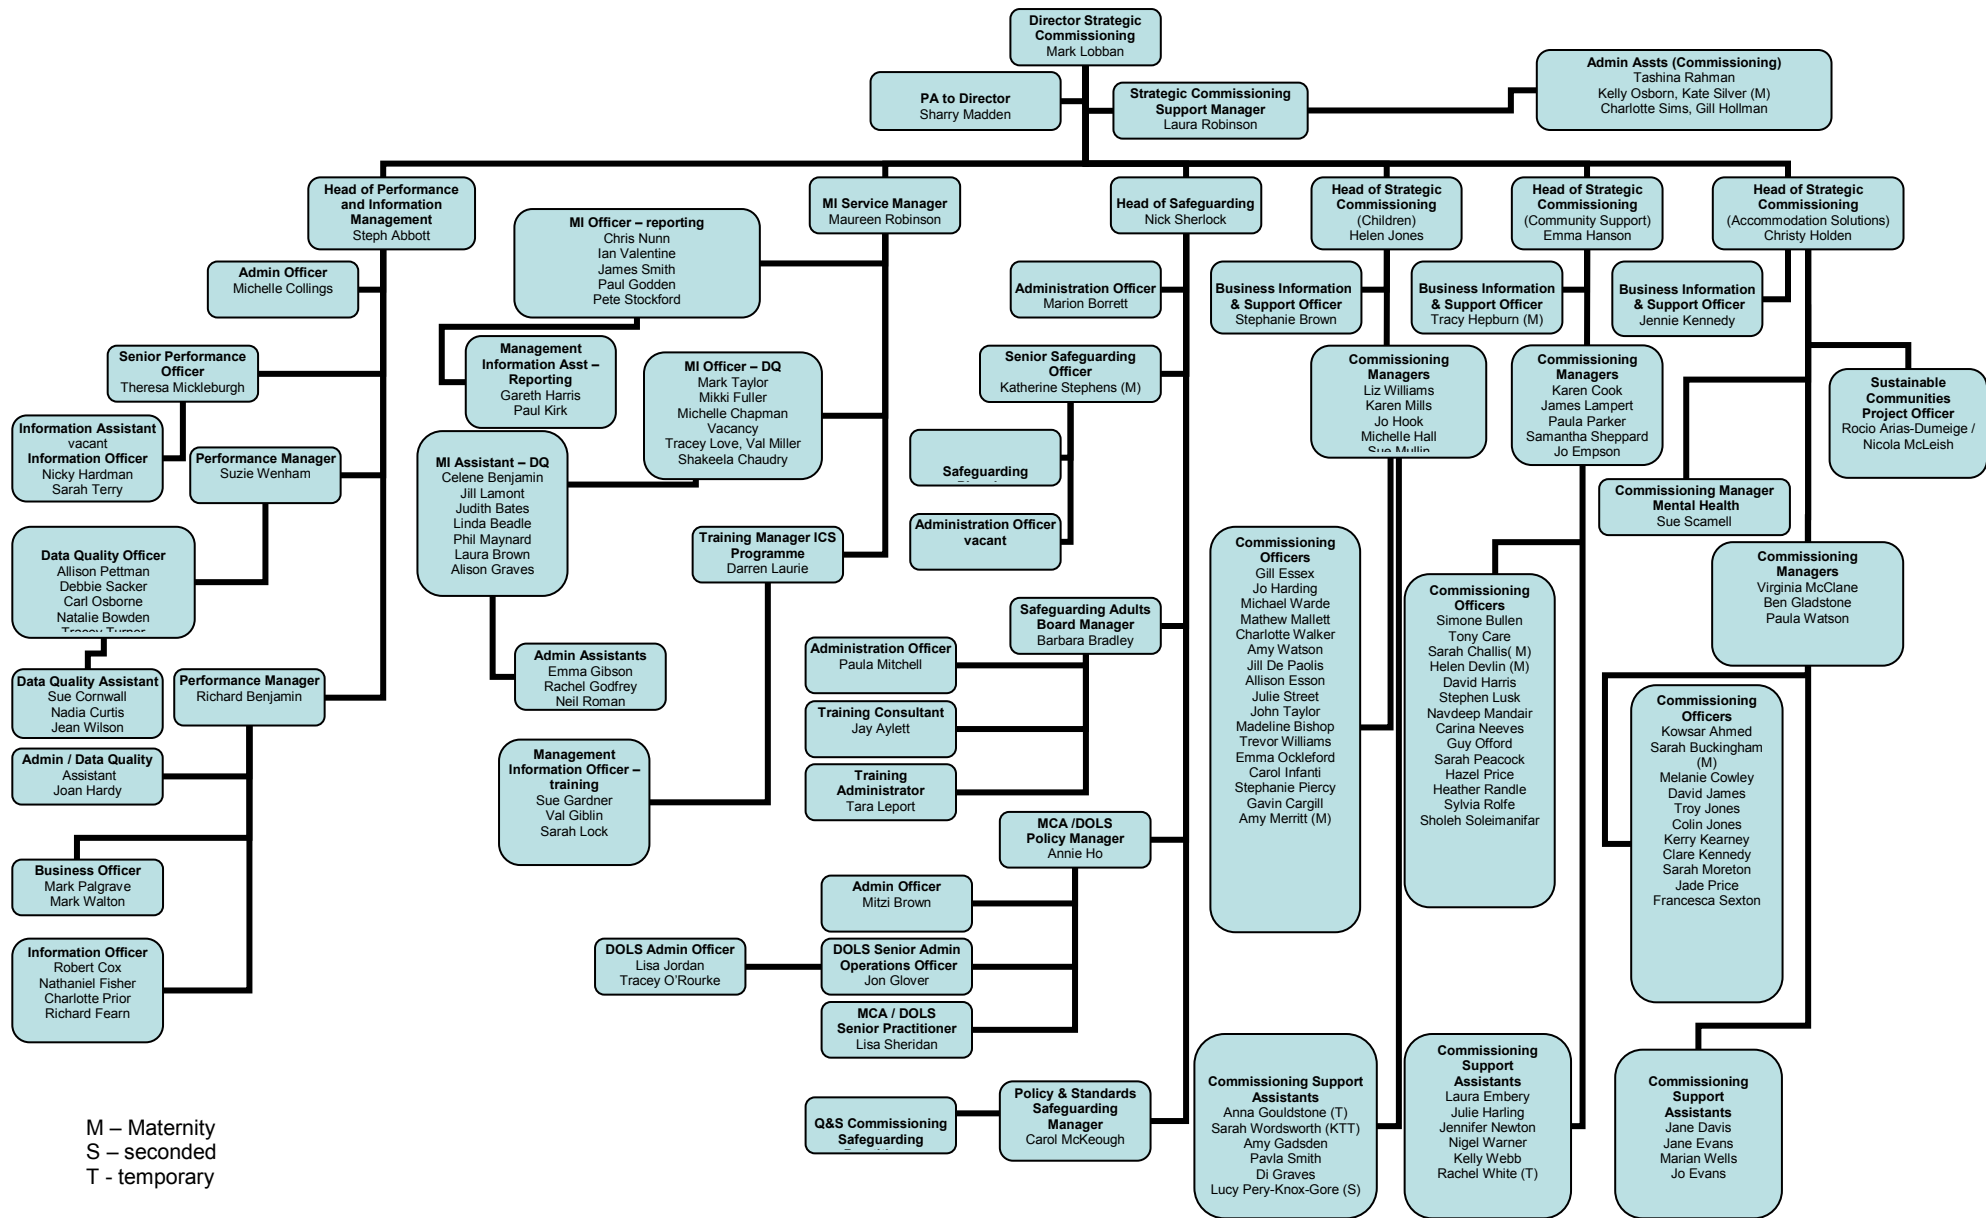 Director Strategic
Commissioning
Mark Lobban
PA to Director
Sharry Madden
Strategic Commissioning
Support Manager
Laura Robinson
Admin Assts (Commissioning)
Tashina Rahman
Kelly Osborn, Kate Silver (M)
Charlotte Sims, Gill Hollman
Head of Performance
and Information
Management
Steph Abbott
Admin Officer
Michelle Collings
Senior Performance
Officer
Theresa Mickleburgh
Information Assistant
vacant
Information Officer
Nicky Hardman
Sarah Terry
Performance Manager
Suzie Wenham
Data Quality Officer
Allison Pettman
Debbie Sacker
Carl Osborne
Natalie Bowden
Tracey Turner
Data Quality Assistant
Sue Cornwall
Nadia Curtis
Jean Wilson
Performance Manager
Richard Benjamin
Admin / Data Quality
Assistant
Joan Hardy
Business Officer
Mark Palgrave
Mark Walton
Information Officer
Robert Cox
Nathaniel Fisher
Charlotte Prior
Richard Fearn
MI Service Manager
Maureen Robinson
MI Officer – reporting
Chris Nunn
Ian Valentine
James Smith
Paul Godden
Pete Stockford
Management
Information Asst –
Reporting
Gareth Harris
Paul Kirk
MI Officer – DQ
Mark Taylor
Mikki Fuller
Michelle Chapman
Vacancy
Tracey Love, Val Miller
Shakeela Chaudry
MI Assistant – DQ
Celene Benjamin
Jill Lamont
Judith Bates
Linda Beadle
Phil Maynard
Laura Brown
Alison Graves
Admin Assistants
Emma Gibson
Rachel Godfrey
Neil Roman
Training Manager ICS
Programme
Darren Laurie
Management
Information Officer –
training
Sue Gardner
Val Giblin
Sarah Lock
Head of Safeguarding
Nick Sherlock
Administration Officer
Marion Borrett
Senior Safeguarding
Officer
Katherine Stephens (M)
Safeguarding
Administration Officer
vacant
Safeguarding Adults
Board Manager
Barbara Bradley
Administration Officer
Paula Mitchell
Training Consultant
Jay Aylett
Training
Administrator
Tara Leport
MCA /DOLS
Policy Manager
Annie Ho
Admin Officer
Mitzi Brown
DOLS Admin Officer
Lisa Jordan
Tracey O'Rourke
DOLS Senior Admin
Operations Officer
Jon Glover
MCA / DOLS
Senior Practitioner
Lisa Sheridan
Policy & Standards
Safeguarding
Manager
Carol McKeough
Q&S Commissioning
Safeguarding
Head of Strategic
Commissioning
(Children)
Helen Jones
Business Information
& Support Officer
Stephanie Brown
Commissioning
Managers
Liz Williams
Karen Mills
Jo Hook
Michelle Hall
Sue Mullin
Commissioning
Officers
Gill Essex
Jo Harding
Michael Warde
Mathew Mallett
Charlotte Walker
Amy Watson
Jill De Paolis
Allison Esson
Julie Street
John Taylor
Madeline Bishop
Trevor Williams
Emma Ockleford
Carol Infanti
Stephanie Piercy
Gavin Cargill
Amy Merritt (M)
Commissioning Support
Assistants
Anna Gouldstone (T)
Sarah Wordsworth (KTT)
Amy Gadsden
Pavla Smith
Di Graves
Lucy Pery-Knox-Gore (S)
Head of Strategic
Commissioning
(Community Support)
Emma Hanson
Business Information
& Support Officer
Tracy Hepburn (M)
Commissioning
Managers
Karen Cook
James Lampert
Paula Parker
Samantha Sheppard
Jo Empson
Commissioning
Officers
Simone Bullen
Tony Care
Sarah Challis( M)
Helen Devlin (M)
David Harris
Stephen Lusk
Navdeep Mandair
Carina Neeves
Guy Offord
Sarah Peacock
Hazel Price
Heather Randle
Sylvia Rolfe
Sholeh Soleimanifar
Commissioning
Support
Assistants
Laura Embery
Julie Harling
Jennifer Newton
Nigel Warner
Kelly Webb
Rachel White (T)
Head of Strategic
Commissioning
(Accommodation Solutions)
Christy Holden
Business Information
& Support Officer
Jennie Kennedy
Sustainable
Communities
Project Officer
Rocio Arias-Dumeige /
Nicola McLeish
Commissioning Manager
Mental Health
Sue Scamell
Commissioning
Managers
Virginia McClane
Ben Gladstone
Paula Watson
Commissioning
Officers
Kowsar Ahmed
Sarah Buckingham
(M)
Melanie Cowley
David James
Troy Jones
Colin Jones
Kerry Kearney
Clare Kennedy
Sarah Moreton
Jade Price
Francesca Sexton
Commissioning
Support
Assistants
Jane Davis
Jane Evans
Marian Wells
Jo Evans
M – Maternity
S – seconded
T - temporary